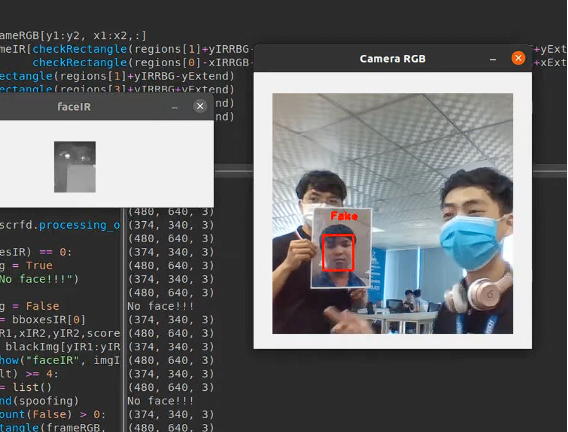 ameRGB[y1:y2, x1:x2,:]
meIR[checkRectangle(regions[1]+yIRRBG-
checkRectangle(regions[0]-xIRRGB-
ectangle(regions[1]+yIRRBG-yExtend)
ectangle(regions[3]+yIRRBG+yExtend)
faceIR
Camera RGB
Fake
scrfd.processing_o
esIR) == 0:
g = True
"No face!!!")
g = False
= bboxesIR[0]
R1,xIR2,yIR2,score
blackImg[yIR1:yIR
how("faceIR", imgI
lt) >= 4:
= list()
nd(spoofing)
ount(False) > 0:
tangle(frameRGB,
(480, 640, 3)
(374, 340, 3)
(480, 640, 3)
(374, 340, 3)
(480, 640, 3)
(374, 340, 3)
(480, 640, 3)
No face!!!
(374, 340, 3)
(480, 640, 3)
(374, 340, 3)
(480, 640, 3)
(374, 340, 3)
(480, 640, 3)
No face!!!
(374, 340, 3)
(480, 640, 3)